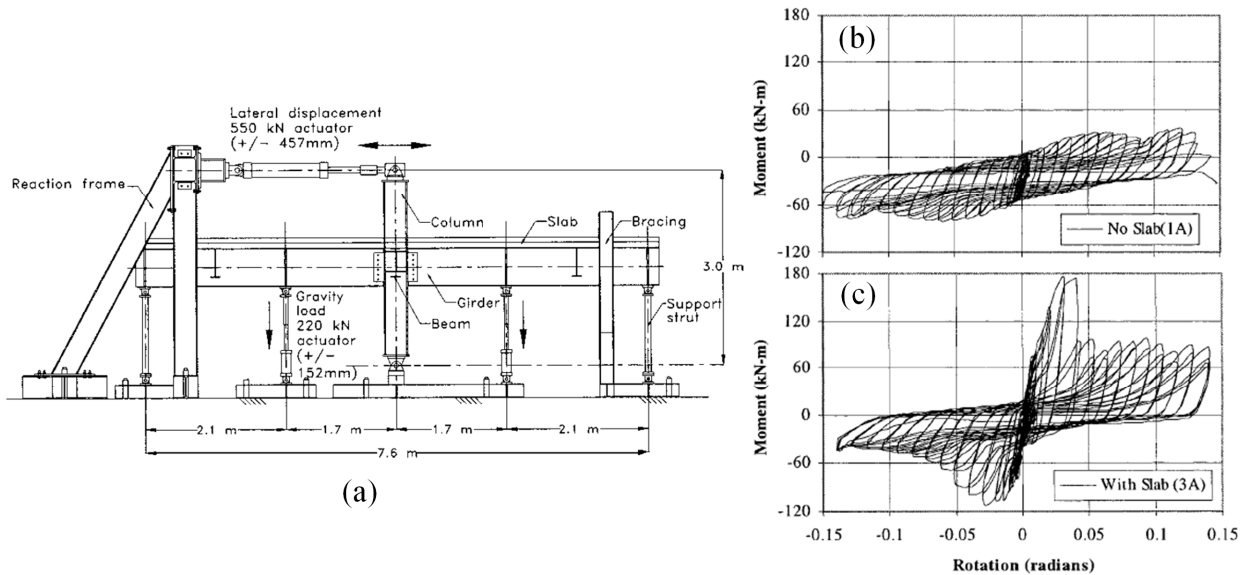 Lateral displacement
550 kN actuator
(+/- 457mm)
Reaction frame
Column
Slab
Bracing
3.0 m
Gravity
load
220 kN
actuator
(+/-
152mm)
Girder
Beam
Support
strut
2.1 m
1.7 m
1.7 m
2.1 m
7.6 m
(a)
(b)
180
120
60
0
-60
-120
Moment (kN-m)
No Slab(1A)
(c)
180
120
60
0
-60
-120
Moment (kN-m)
With Slab (3A)
-0.15
-0.1
-0.05
0
0.05
0.1
0.15
Rotation (radians)